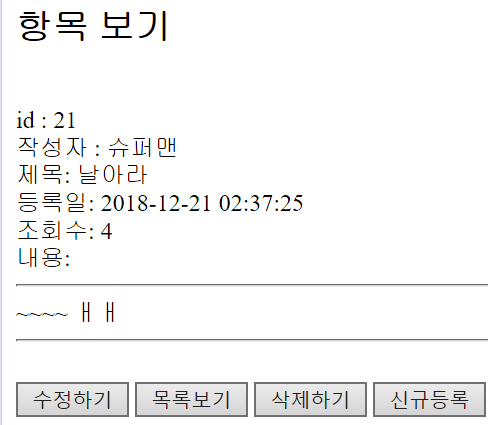 항목 보기
id : 21
작성자 : 슈퍼맨
제목: 날아라
등록일: 2018-12-21 02:37:25
조회수: 4
내용:
~~~~ ㅐㅐ
수정하기 목록보기 삭제하기 신규등록